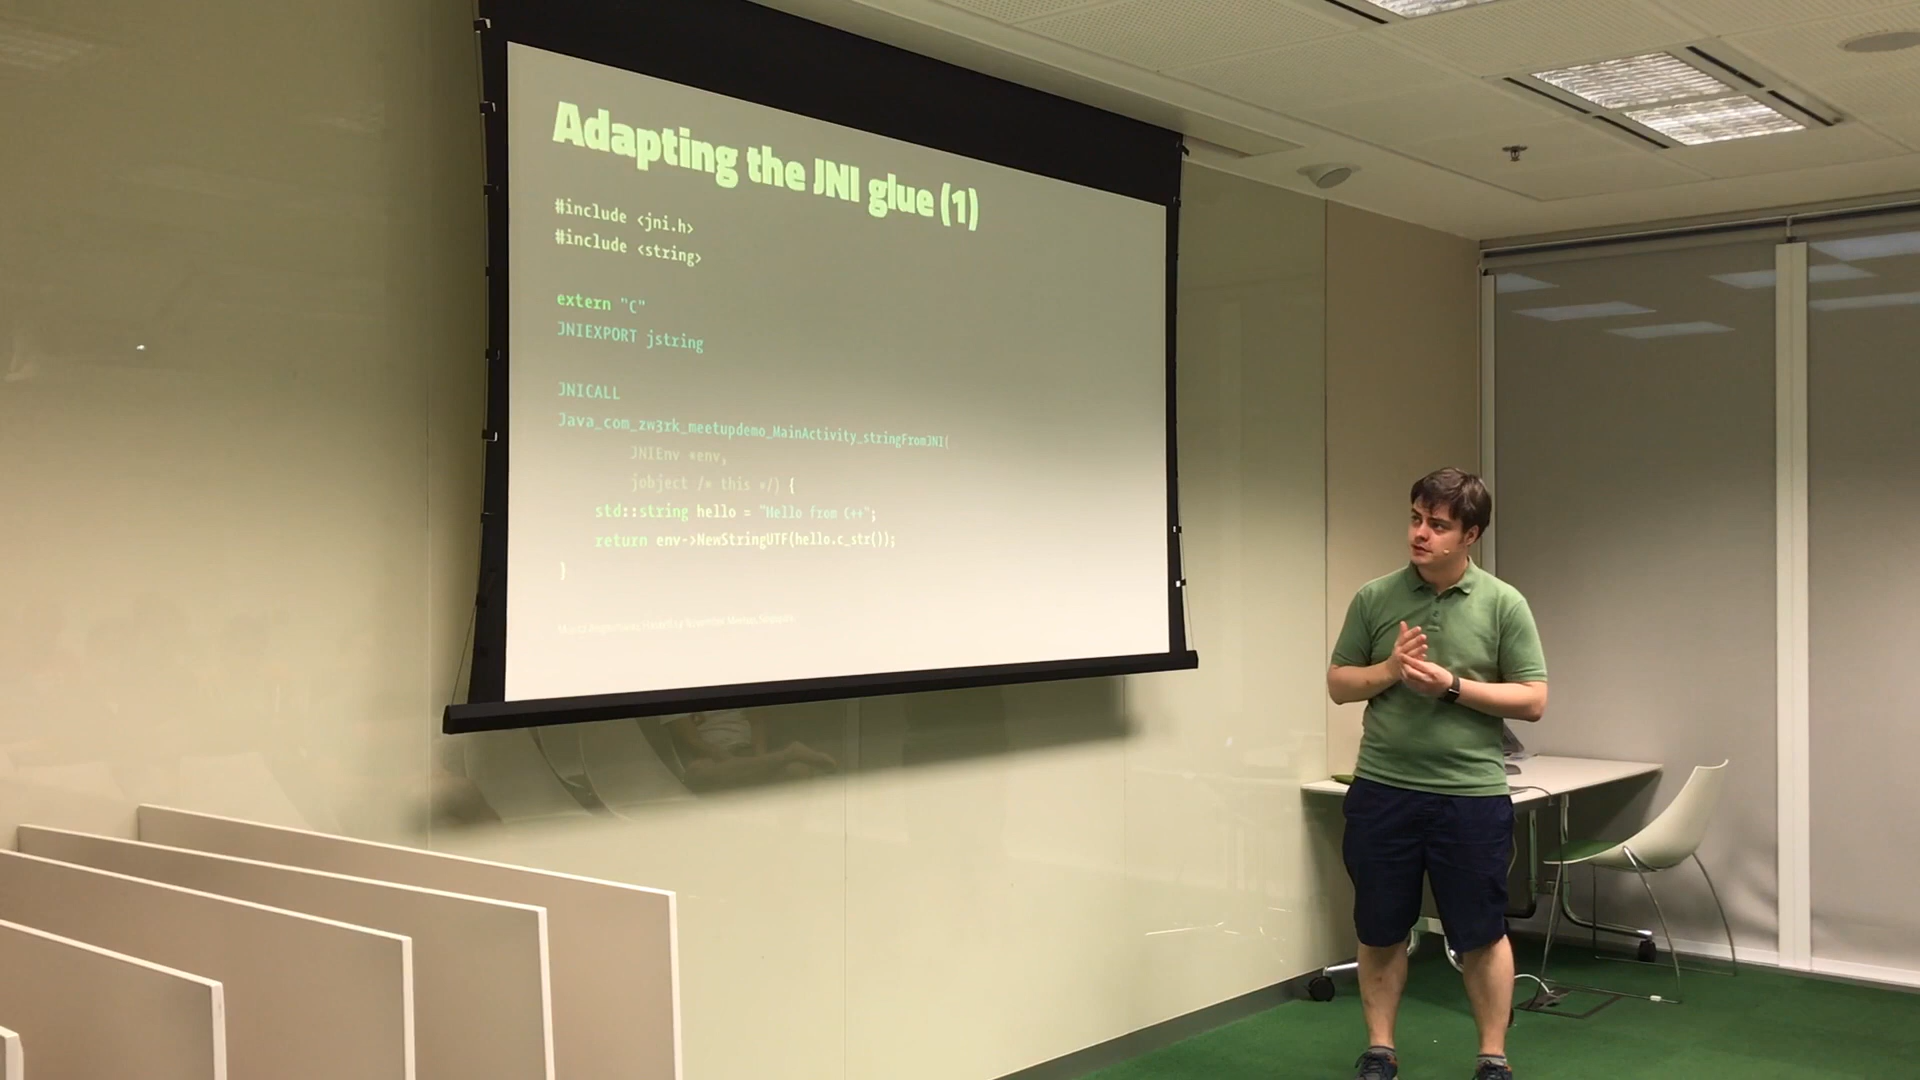 Adapting the JNI glue (1)
#include <jni.h>
#include <string>
extern "C"
JNIEXPORT jstring
JNICALL
Java_com_zw3rk_meetupdemo_MainActivity_stringFromJNI(
JNIEnv *env,
jobject /* this */) {
std::string hello = "Hello from C++";
return env->NewStringUTF(hello.c_str());
}